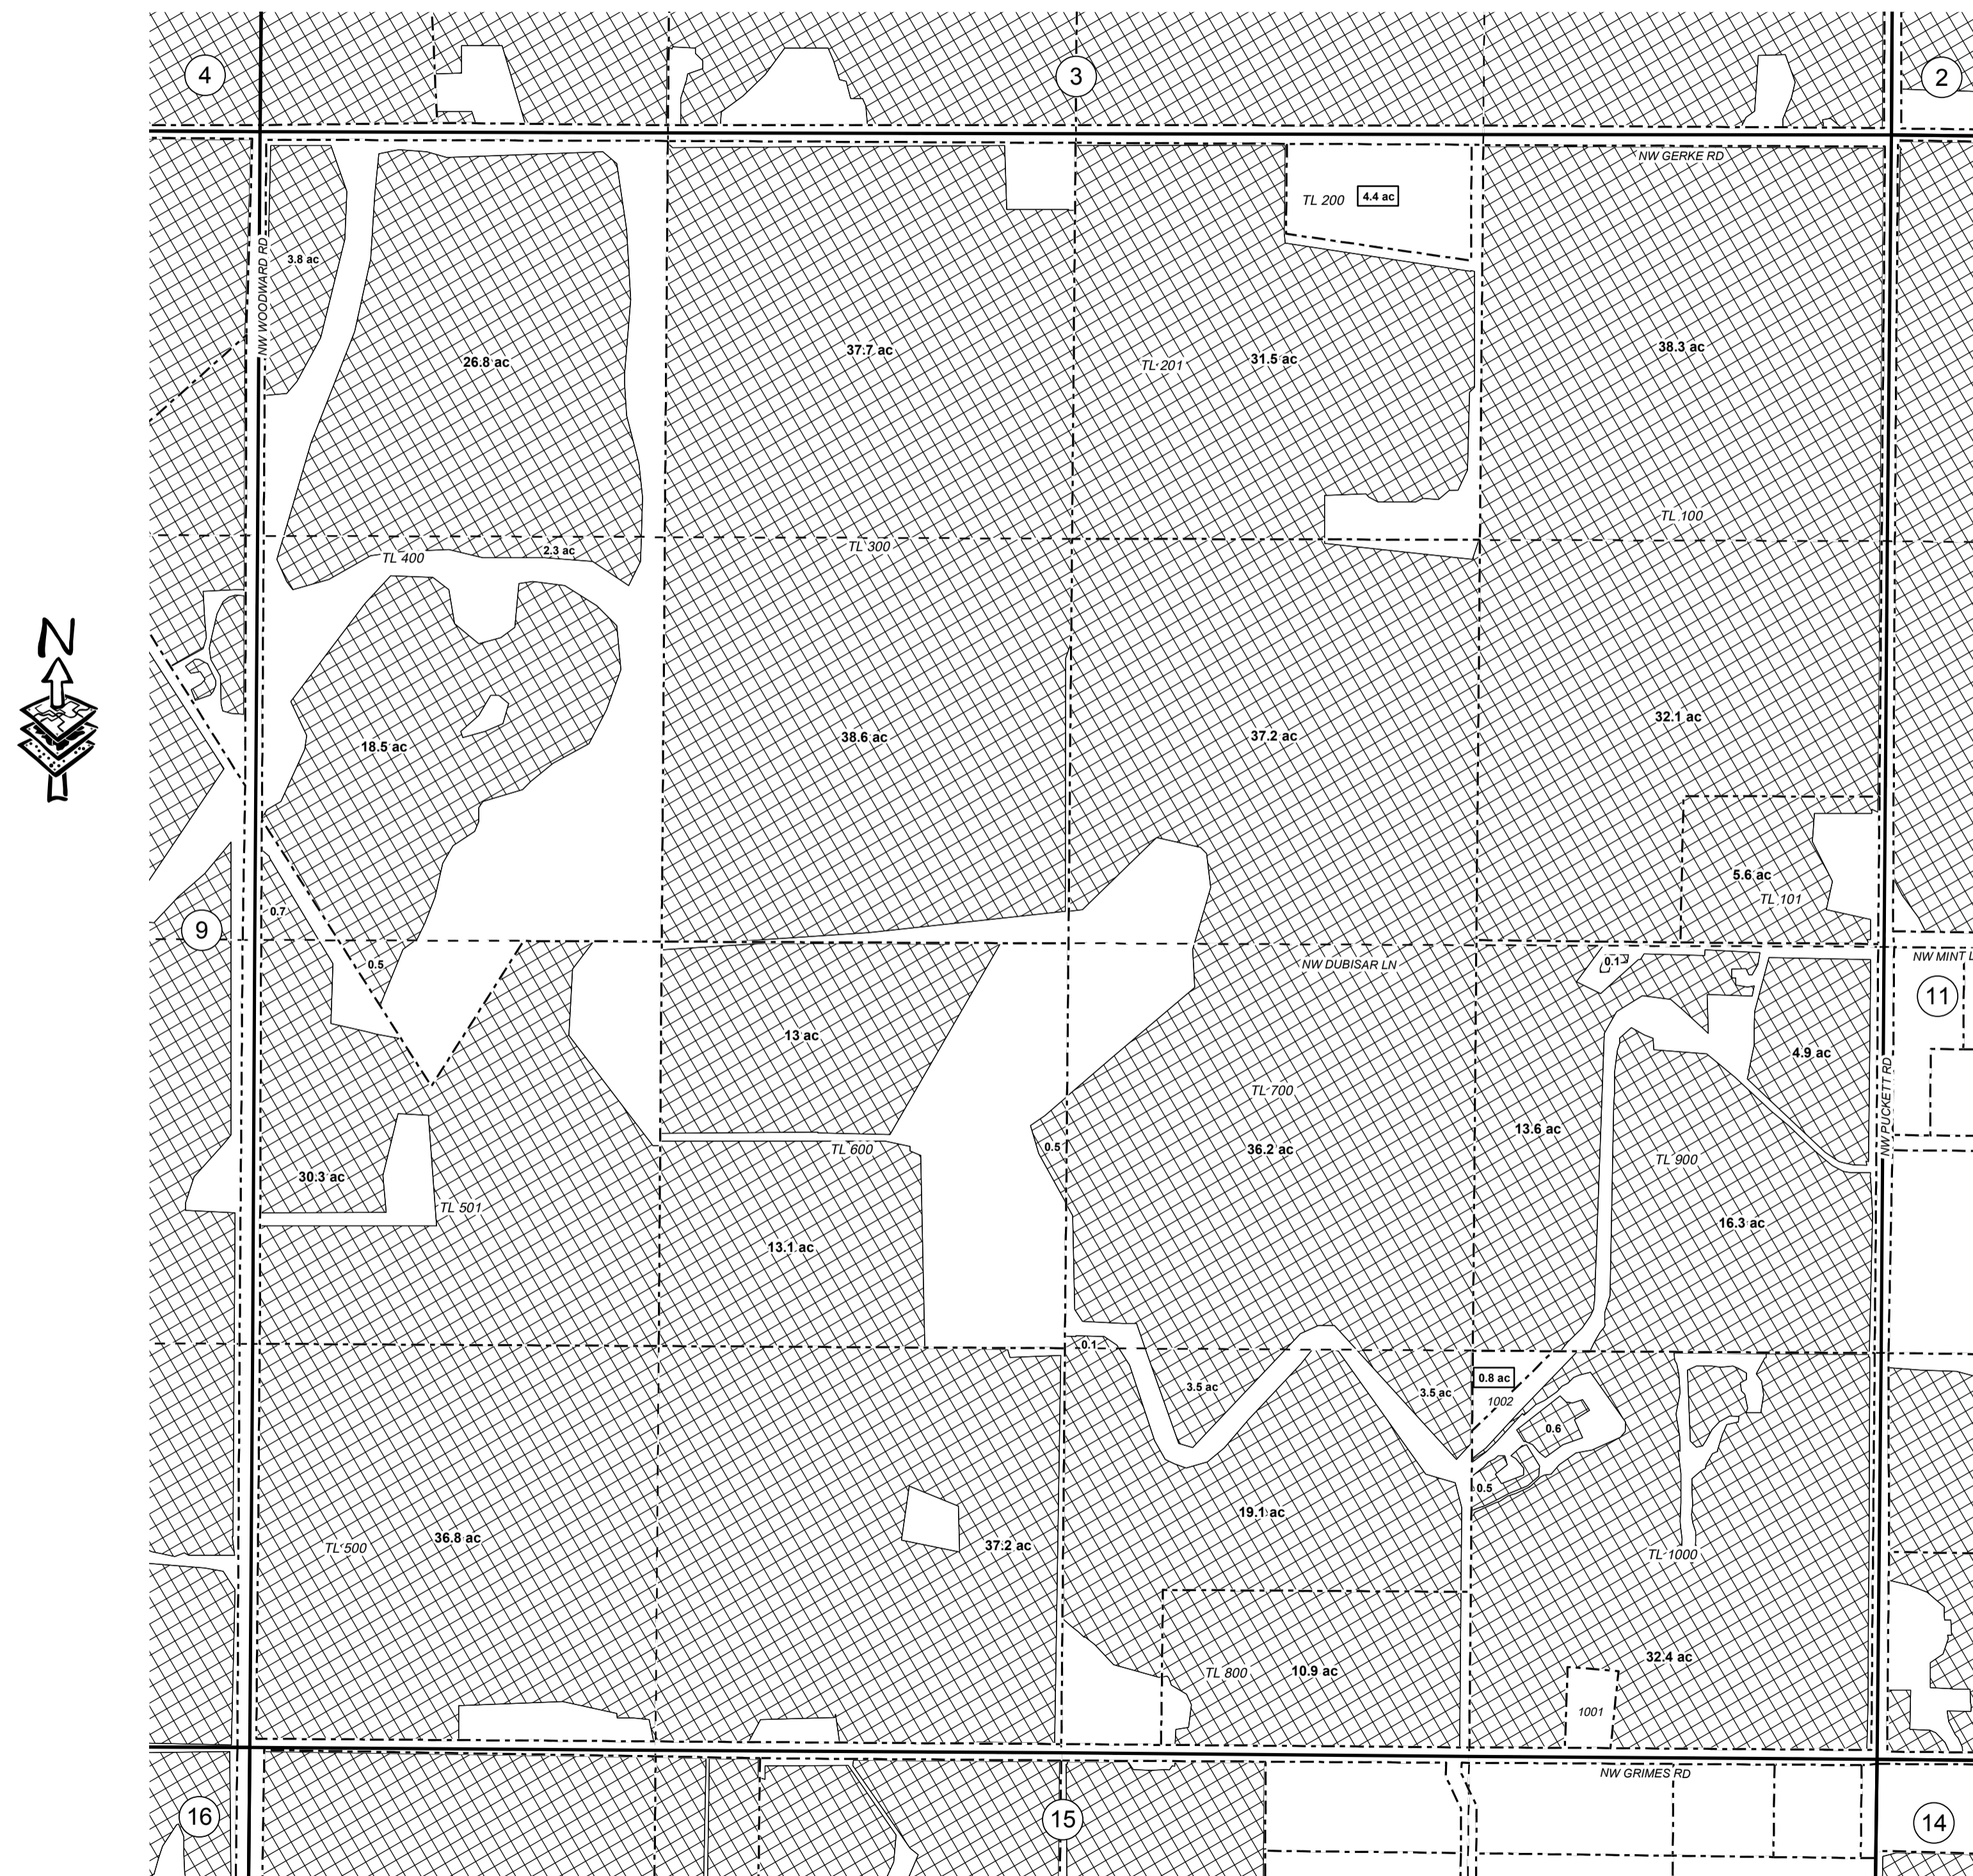 4
3
2
NW GERKE RD
TL 200
4.4 ac
NW WOODWARD RD
3.8 ac
26.8 ac
37.7 ac
TL 201
31.5 ac
38.3 ac
TL 100
TL 400
2.3 ac
TL 300
N
18.5 ac
38.6 ac
37.2 ac
32.1 ac
5.6 ac
TL 101
0.7
9
0.5
NW DUBISAR LN
0.1
NW MINT L
11
13 ac
4.9 ac
TL 700
NW PUCKETT RD
13.6 ac
0.5
36.2 ac
TL 600
TL 900
30.3 ac
TL 501
16.3 ac
13.1 ac
0.1
3.5 ac
3.5 ac
0.8 ac
1002
0.6
0.5
19.1 ac
36.8 ac
37.2 ac
TL 500
TL 1000
32.4 ac
TL 800
10.9 ac
1001
NW GRIMES RD
16
15
14